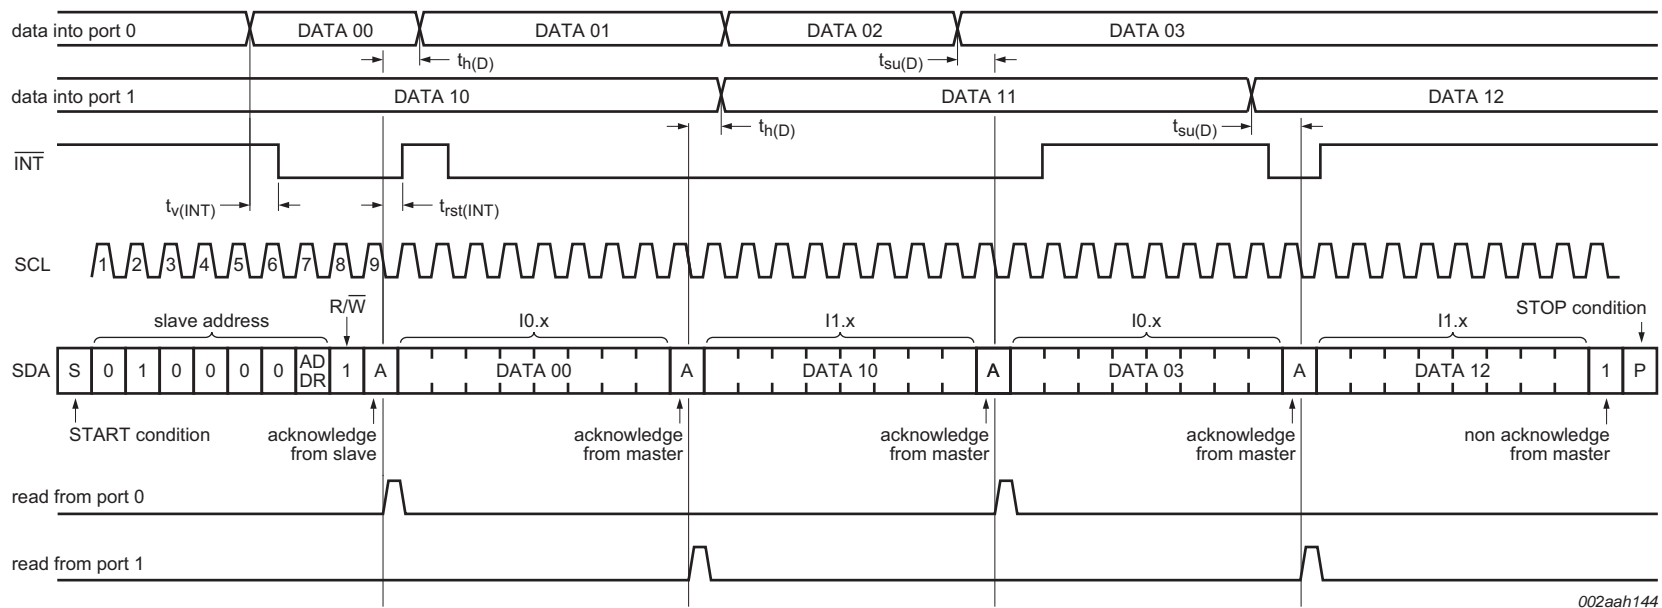 data into port 0 DATA 00 DATA 01 DATA 02 DATA 03
th(D) tsu(D)
data into port 1 DATA 10 DATA 11 DATA 12
th(D) tsu(D)
INT
tv(INT) trst(INT)
SCL 1 2 3 4 5 6 7 8 9
R/W STOP condition
slave address I0.x I1.x I0.x I1.x
SDA S 0 1 0 0 0 0 AD DR 1 A DATA 00 A DATA 10 A DATA 03 A DATA 12 1 P
START condition acknowledge acknowledge acknowledge acknowledge non acknowledge
from slave from master from master from master from master
read from port 0
read from port 1
002aah144